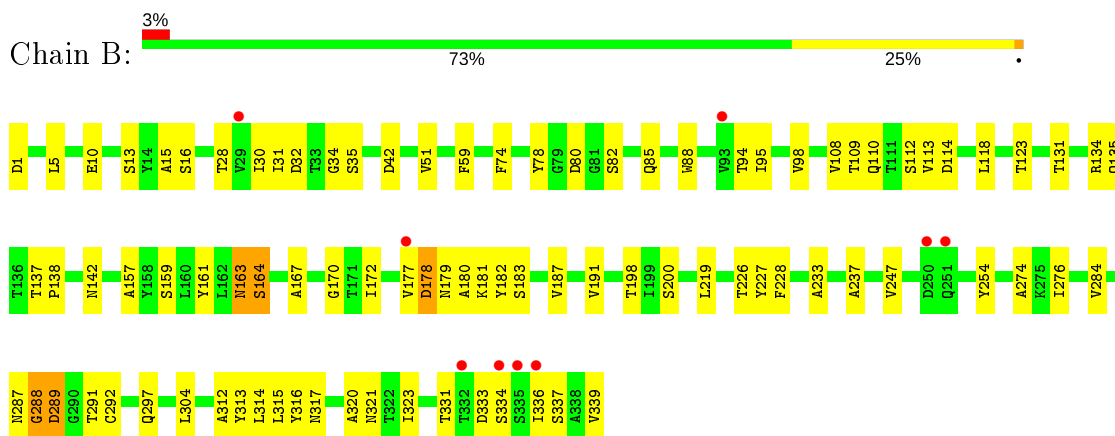 3%
Chain B:
73% 25% •
D1 L5 E10 S13 Y14 A15 S16 T28 V29 I30 I31 D32 T33 G34 S35 D42 V51 F59 F74 Y78 G79 D80 G81 S82 Q85 W88 V93 T94 I95 V98 V108 T109 Q110 T111 S112 V113 D114 L118 T123 T131 R134 Q135
T136 T137 P138 N142 A157 Y158 S159 L160 Y161 L162 N163 S164 A167 G170 T171 I172 V177 D178 N179 A180 K181 Y182 S183 V187 V191 T198 I199 S200 L219 T226 Y227 F228 A233 A237 V247 D250 Q251 Y254 A274 K275 I276 V284
N287 G288 D289 G290 T291 C292 Q297 L304 A312 Y313 L314 L315 Y316 N317 A320 N321 T322 I323 T331 T332 D333 S334 S335 I336 S337 A338 V339